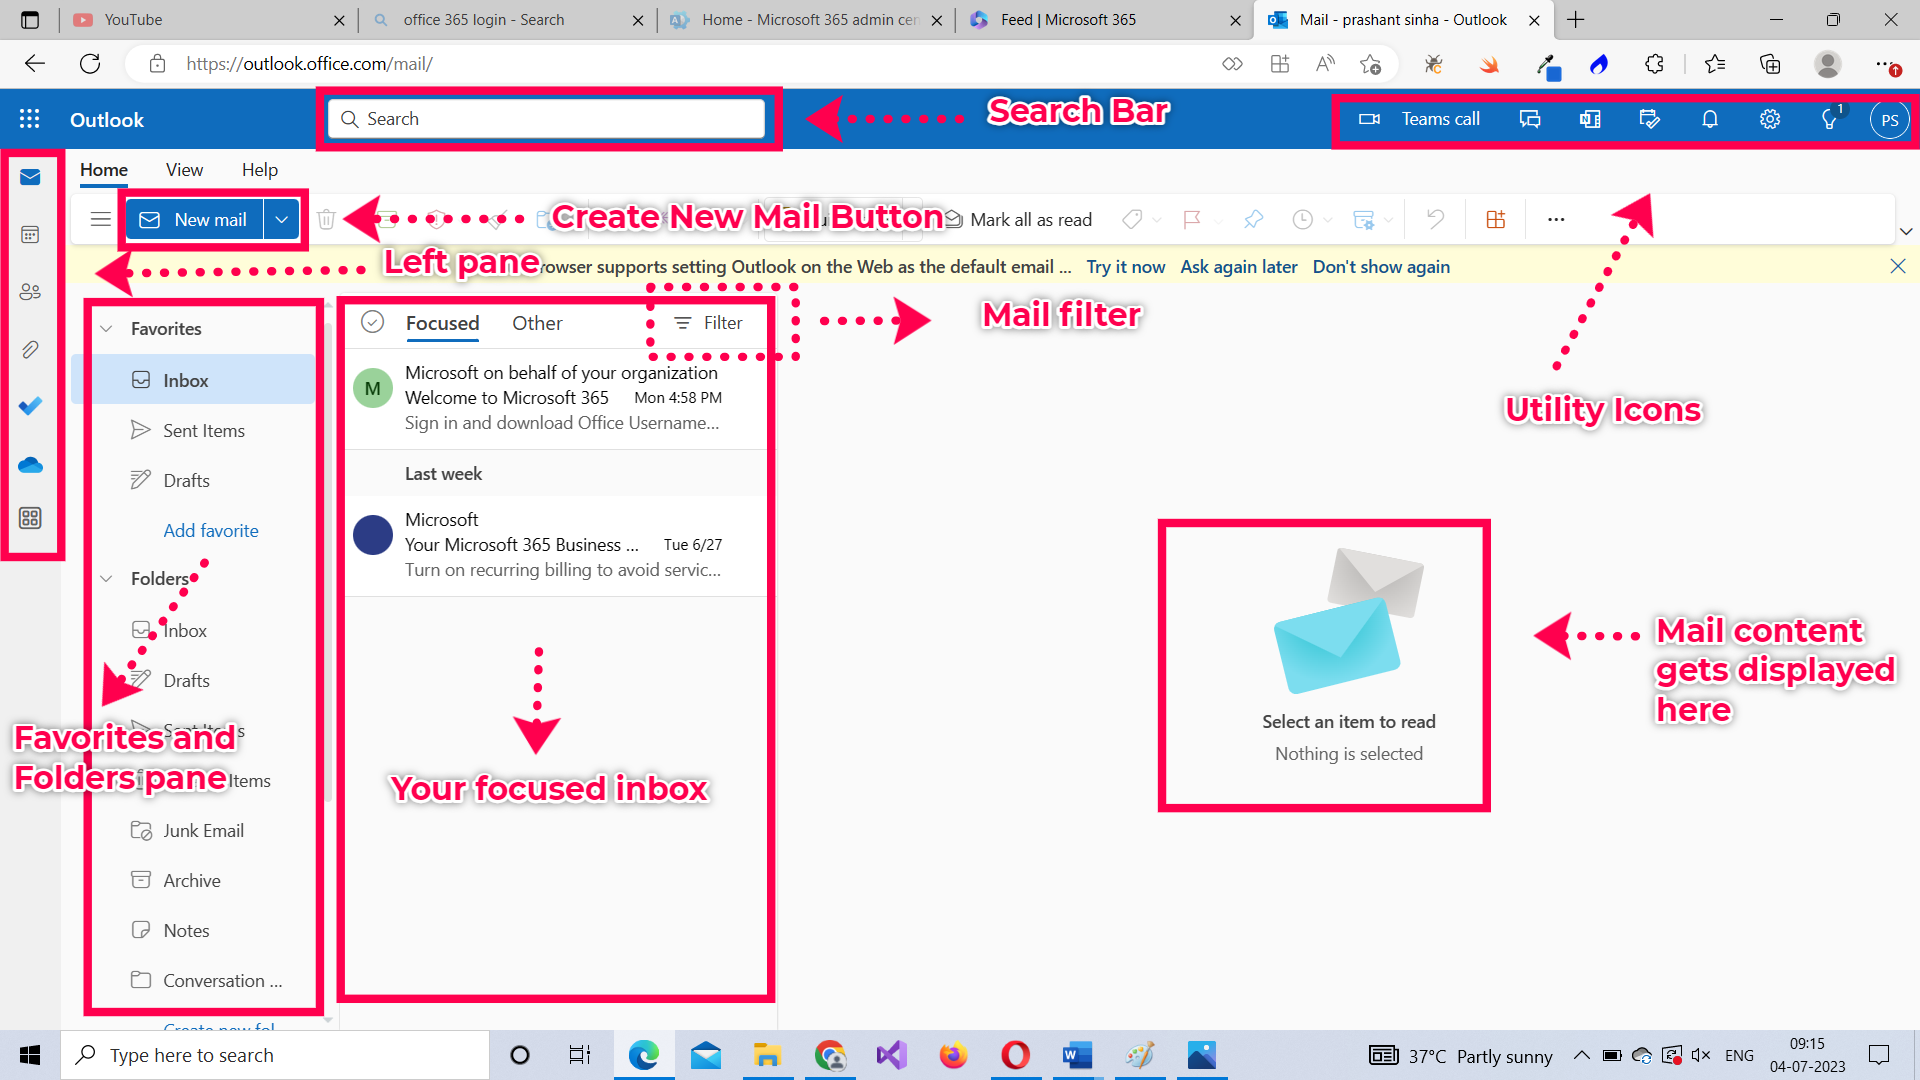 YouTube
office 365 login - Search
Home - Microsoft 365 admin cen
Feed | Microsoft 365
Mail - prashant sinha - Outlook
https://outlook.office.com/mail/
Outlook
Search
Search Bar
Teams call
1
PS
Home
View
Help
New mail
Create New Mail Button
Mark all as read
Left pane
rowser supports setting Outlook on the Web as the default email ...
Try it now
Ask again later
Don't show again
Favorites
Focused
Other
Filter
Mail filter
Inbox
M
Microsoft on behalf of your organization
Welcome to Microsoft 365
Mon 4:58 PM
Sign in and download Office Username...
Utility Icons
Sent Items
Drafts
Last week
Add favorite
Microsoft
Your Microsoft 365 Business ...
Tue 6/27
Turn on recurring billing to avoid servic...
Folders
Inbox
Drafts
Sent Items
Favorites and
Folders pane
Items
Your focused inbox
Select an item to read
Nothing is selected
Mail content
gets displayed
here
Junk Email
Archive
Notes
Conversation ...
Create new fol
Type here to search
37°C Partly sunny
ENG
09:15
04-07-2023